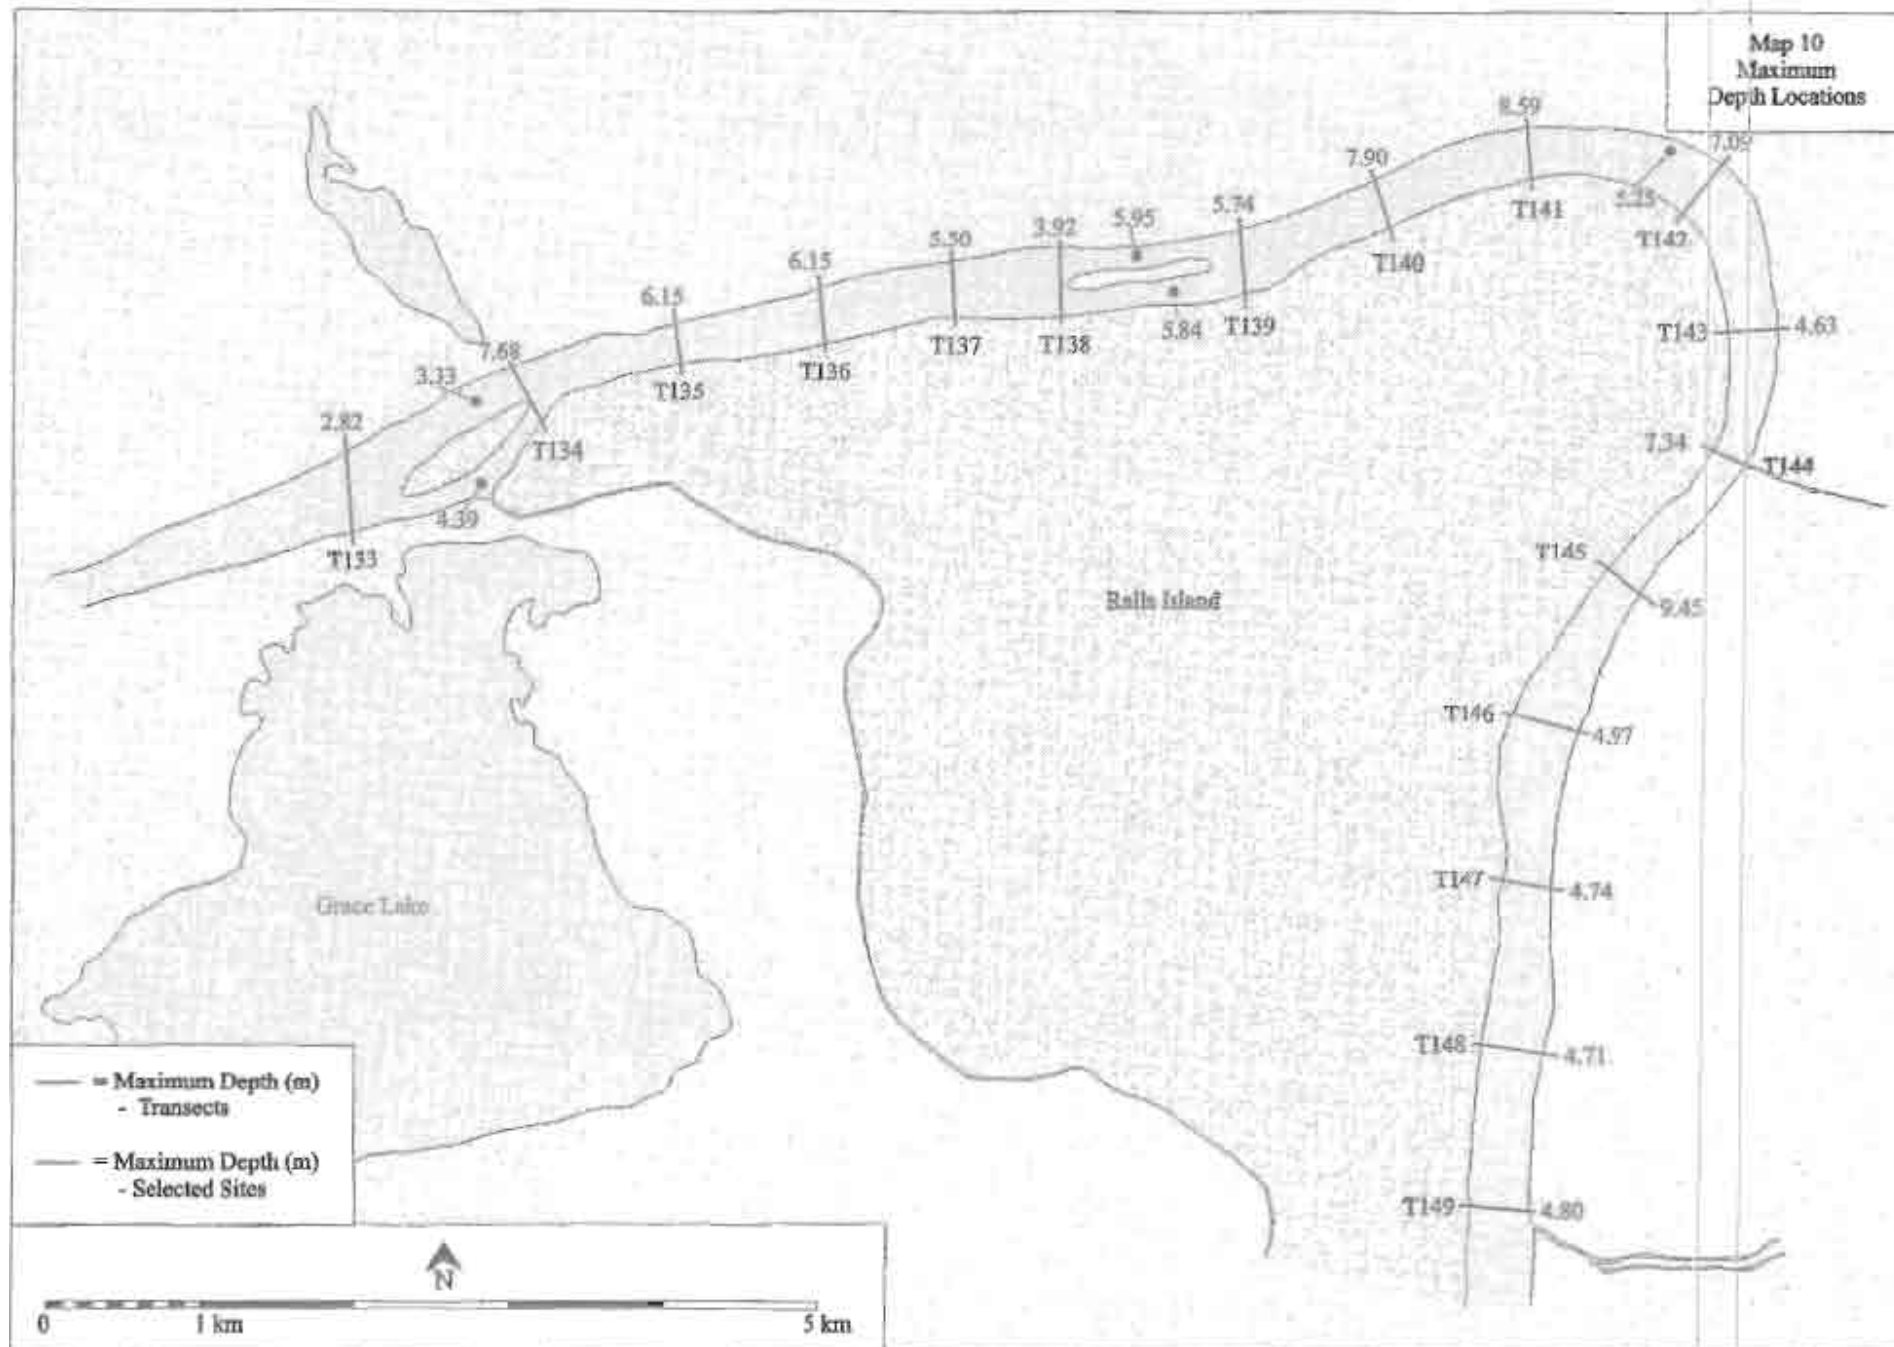 Map 10
Maximum
Depth Locations
8.59
7.09
7.90
5.74
5.95
3.92
5.50
6.15
6.15
7.68
3.33
2.82
T141
T142
T140
T139
5.84
T138
T137
T136
T135
T134
4.39
T133
T143
4.63
7.34
T144
T145
9.45
Ralls Island
T146
4.97
T147
4.74
Grace Lake
T148
4.71
T149
4.80
= Maximum Depth (m)
- Transects
= Maximum Depth (m)
- Selected Sites
N
0 1 km 5 km